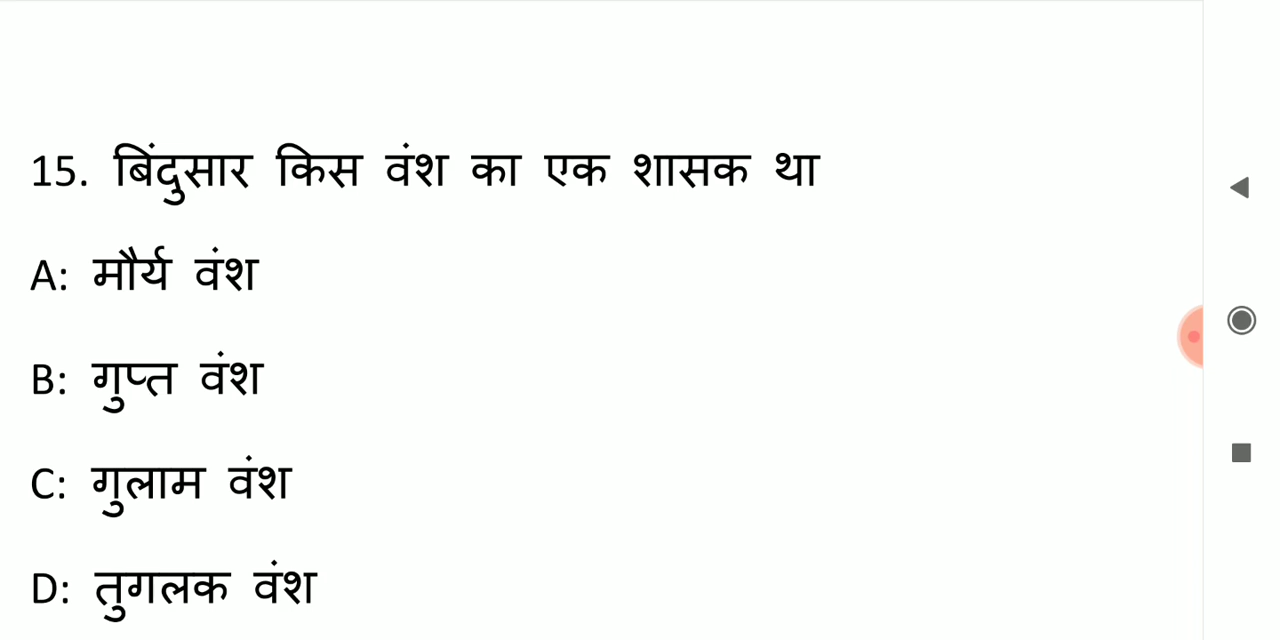 15. बिंदुसार किस वंश का एक शासक था
A: मौर्य वंश
B: गुप्त वंश
C: गुलाम वंश
D: तुगलक वंश